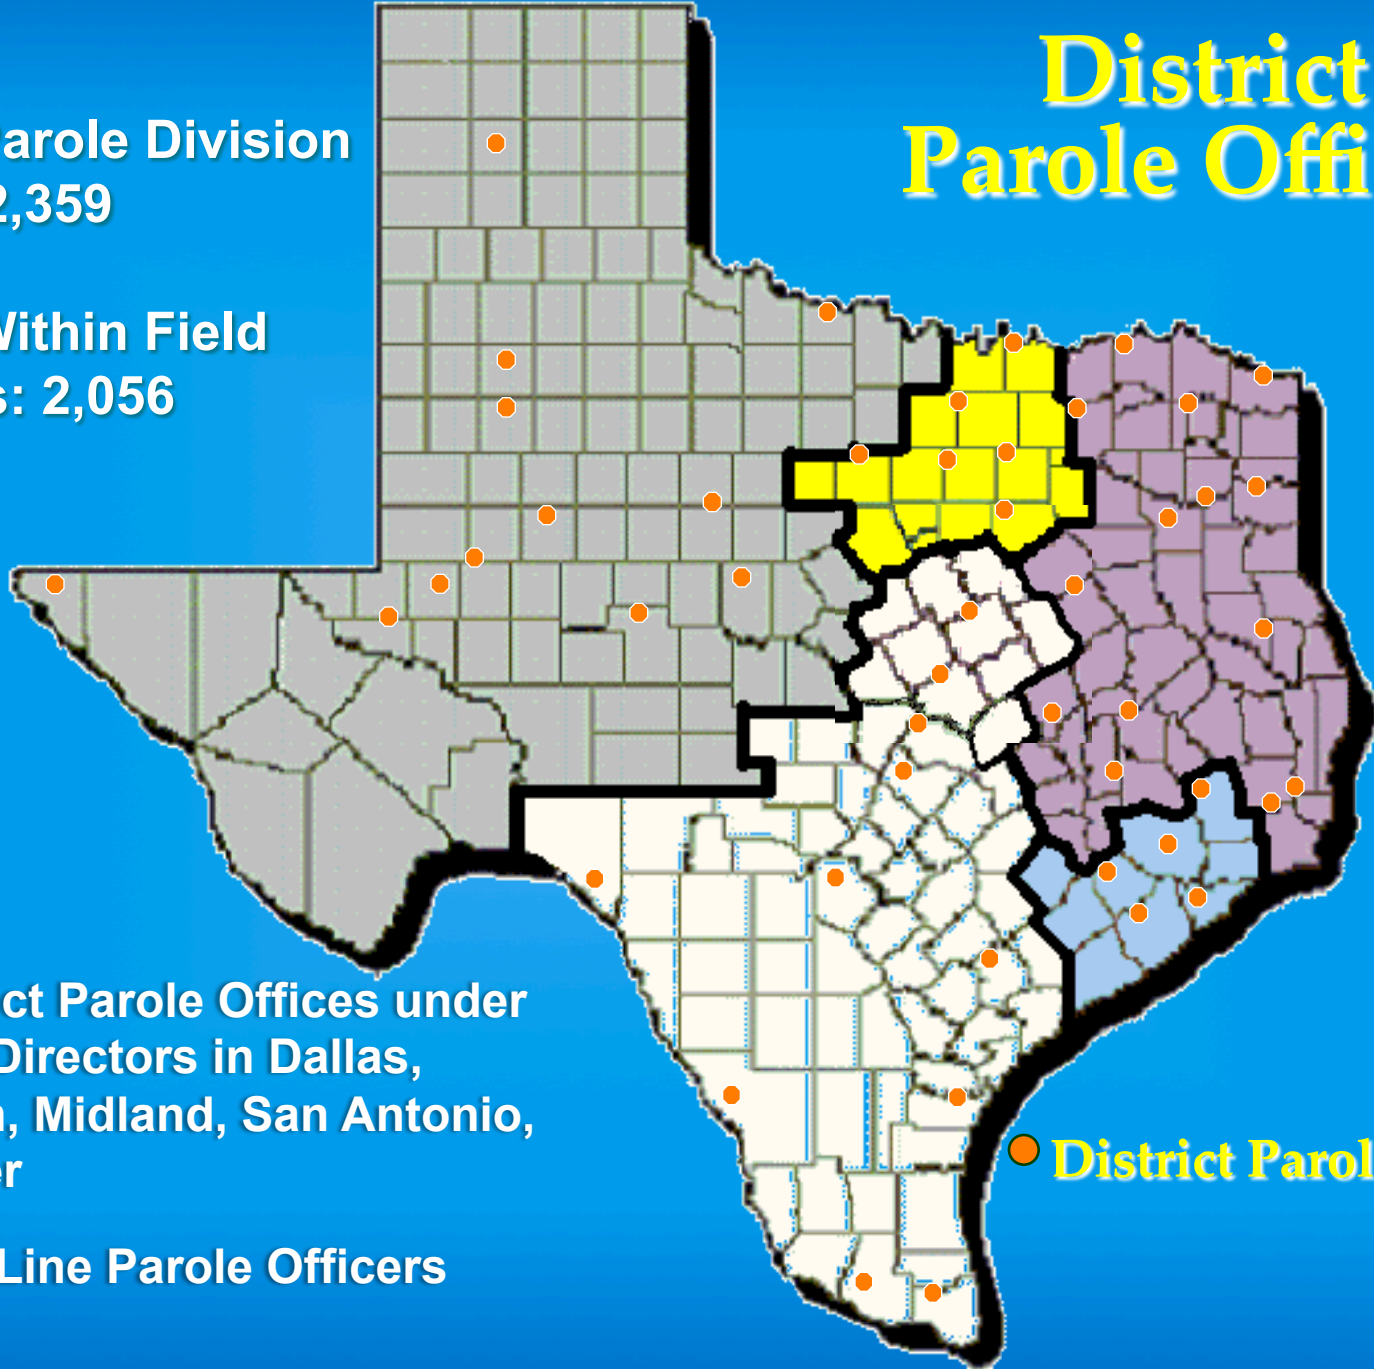 District
Parole Offi
arole Division
2,359
Within Field
s: 2,056
ct Parole Offices under
Directors in Dallas,
, Midland, San Antonio,
er
Line Parole Officers
District Parol